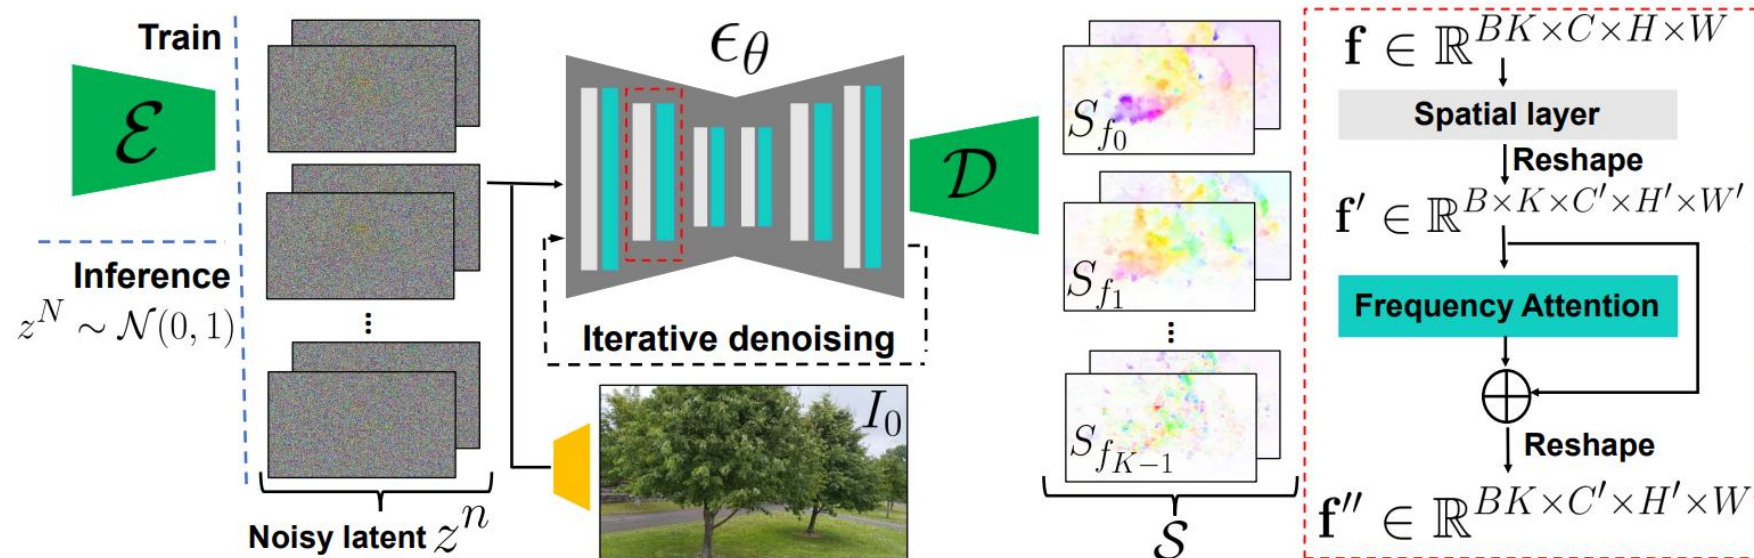 Train
ℰ
Inference
z^N ∼ 𝒩(0, 1)
⋮
Noisy latent z^n
ϵ_θ
Iterative denoising
I_0
𝒟
S_{f_0}
S_{f_1}
⋮
S_{f_{K−1}}
𝒮
f ∈ ℝ^{BK×C×H×W}
Spatial layer
Reshape
f′ ∈ ℝ^{B×K×C′×H′×W′}
Frequency Attention
⊕
Reshape
f″ ∈ ℝ^{BK×C′×H′×W′}